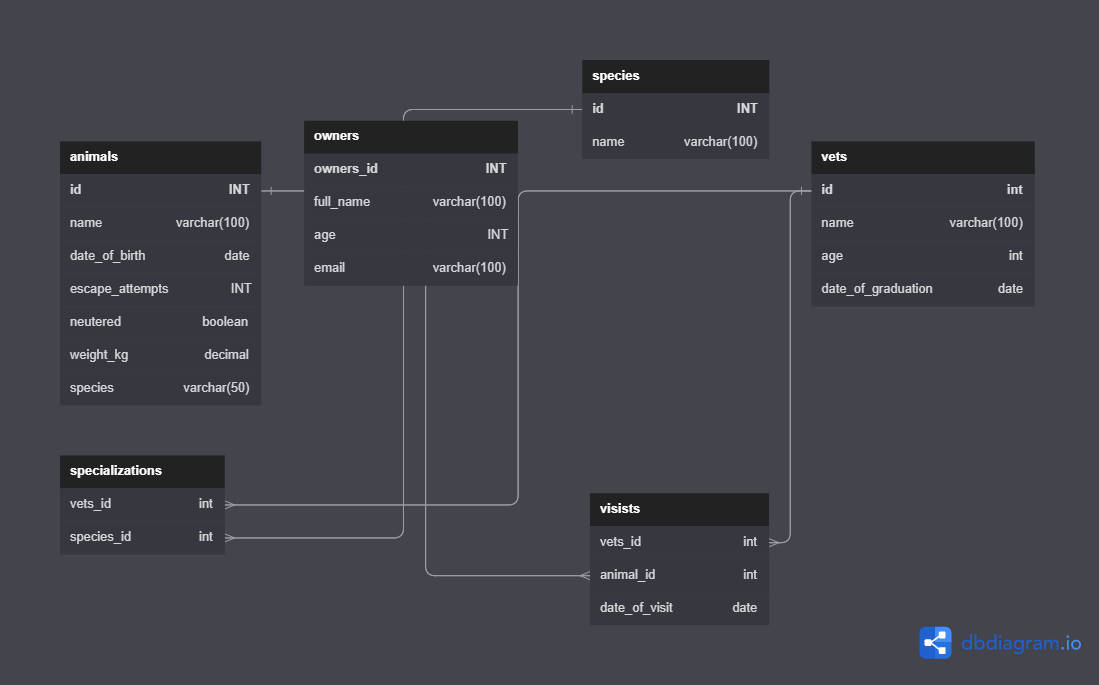 species
id INT
name varchar(100)
owners
owners_id INT
full_name varchar(100)
age INT
email varchar(100)
animals
id INT
name varchar(100)
date_of_birth date
escape_attempts INT
neutered boolean
weight_kg decimal
species varchar(50)
vets
id int
name varchar(100)
age int
date_of_graduation date
specializations
vets_id int
species_id int
visists
vets_id int
animal_id int
date_of_visit date
dbdiagram.io